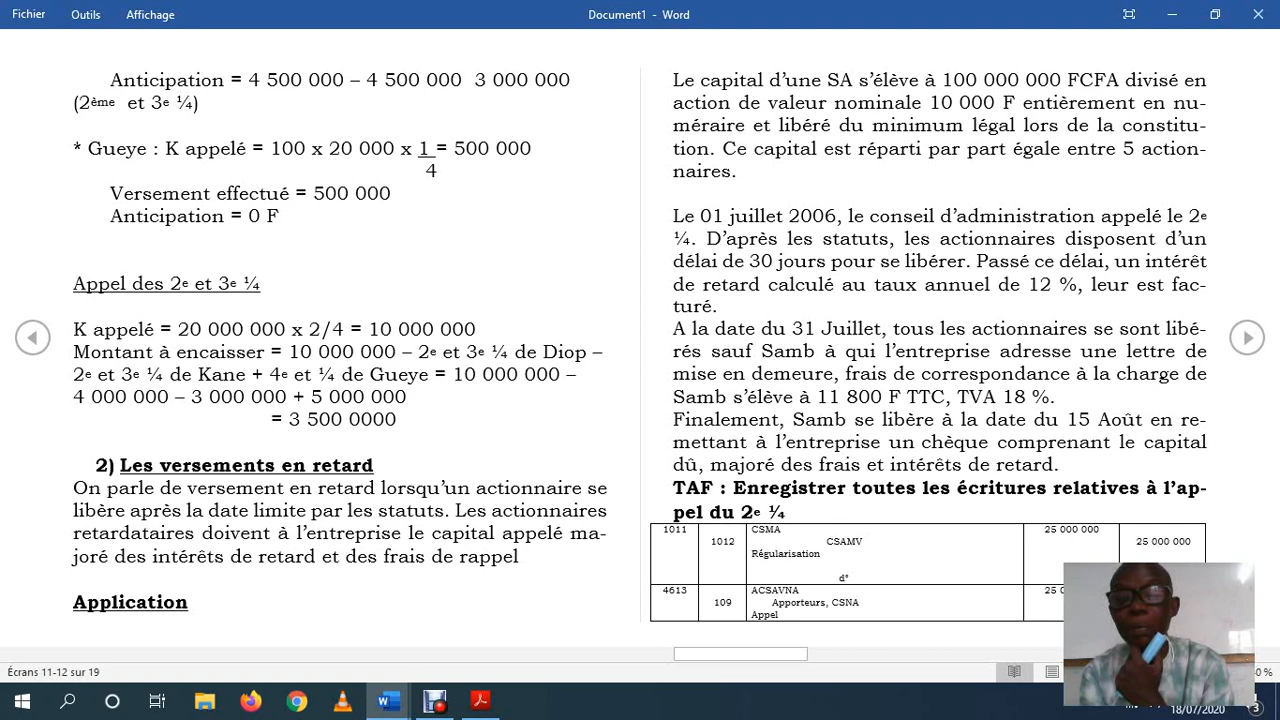 Fichier Outils Affichage Document1 - Word
Anticipation = 4 500 000 – 4 500 000 3 000 000
(2ème et 3e ¼)
* Gueye : K appelé = 100 x 20 000 x 1 = 500 000
4
Versement effectué = 500 000
Anticipation = 0 F
Appel des 2e et 3e ¼
K appelé = 20 000 000 x 2/4 = 10 000 000
Montant à encaisser = 10 000 000 – 2e et 3e ¼ de Diop –
2e et 3e ¼ de Kane + 4e et ¼ de Gueye = 10 000 000 –
4 000 000 – 3 000 000 + 5 000 000
= 3 500 0000
2) Les versements en retard
On parle de versement en retard lorsqu’un actionnaire se
libère après la date limite par les statuts. Les actionnaires
retardataires doivent à l’entreprise le capital appelé ma-
joré des intérêts de retard et des frais de rappel
Application
Le capital d’une SA s’élève à 100 000 000 FCFA divisé en
action de valeur nominale 10 000 F entièrement en nu-
méraire et libéré du minimum légal lors de la constitu-
tion. Ce capital est réparti par part égale entre 5 action-
naires.
Le 01 juillet 2006, le conseil d’administration appelé le 2e
¼. D’après les statuts, les actionnaires disposent d’un
délai de 30 jours pour se libérer. Passé ce délai, un intérêt
de retard calculé au taux annuel de 12 %, leur est fac-
turé.
A la date du 31 Juillet, tous les actionnaires se sont libé-
rés sauf Samb à qui l’entreprise adresse une lettre de
mise en demeure, frais de correspondance à la charge de
Samb s’élève à 11 800 F TTC, TVA 18 %.
Finalement, Samb se libère à la date du 15 Août en re-
mettant à l’entreprise un chèque comprenant le capital
dû, majoré des frais et intérêts de retard.
TAF : Enregistrer toutes les écritures relatives à l’ap-
pel du 2e ¼
1011 CSMA 25 000 000
1012 CSAMV 25 000 000
Régularisation
d°
4613 ACSAVNA 25 0
109 Apporteurs, CSNA
Appel
Écrans 11-12 sur 19
0 %
18/07/2020
3